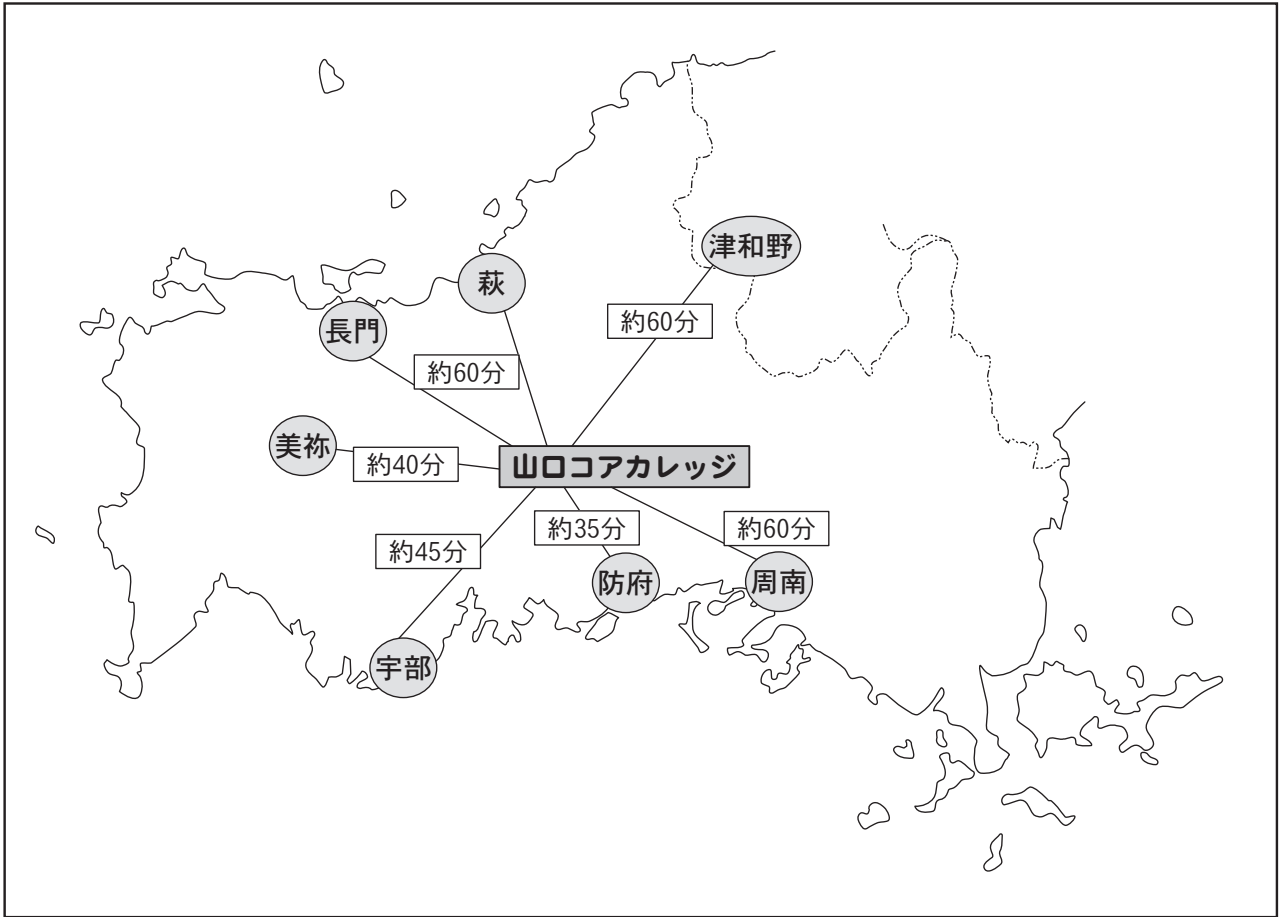 津和野
萩
約60分
長門
約60分
美祢
山口コアカレッジ
約40分
約35分
約60分
約45分
防府
周南
宇部